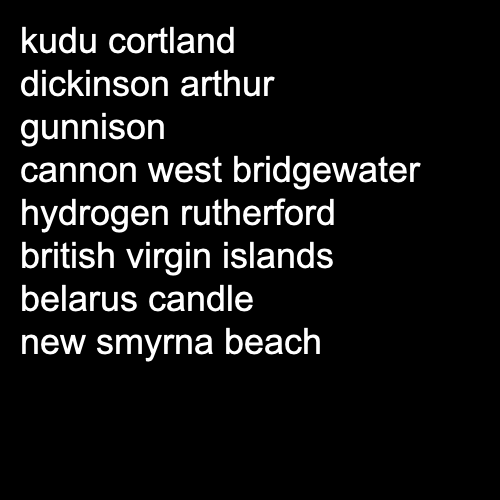 kudu cortland
dickinson arthur
gunnison
cannon west bridgewater
hydrogen rutherford
british virgin islands
belarus candle
new smyrna beach